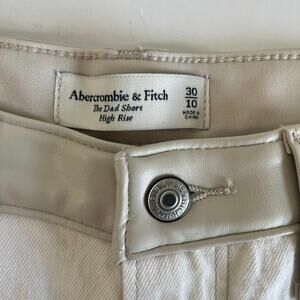 Abercrombie & Fitch
The Dad Short
High Rise
30
10
MADE IN
CHINA